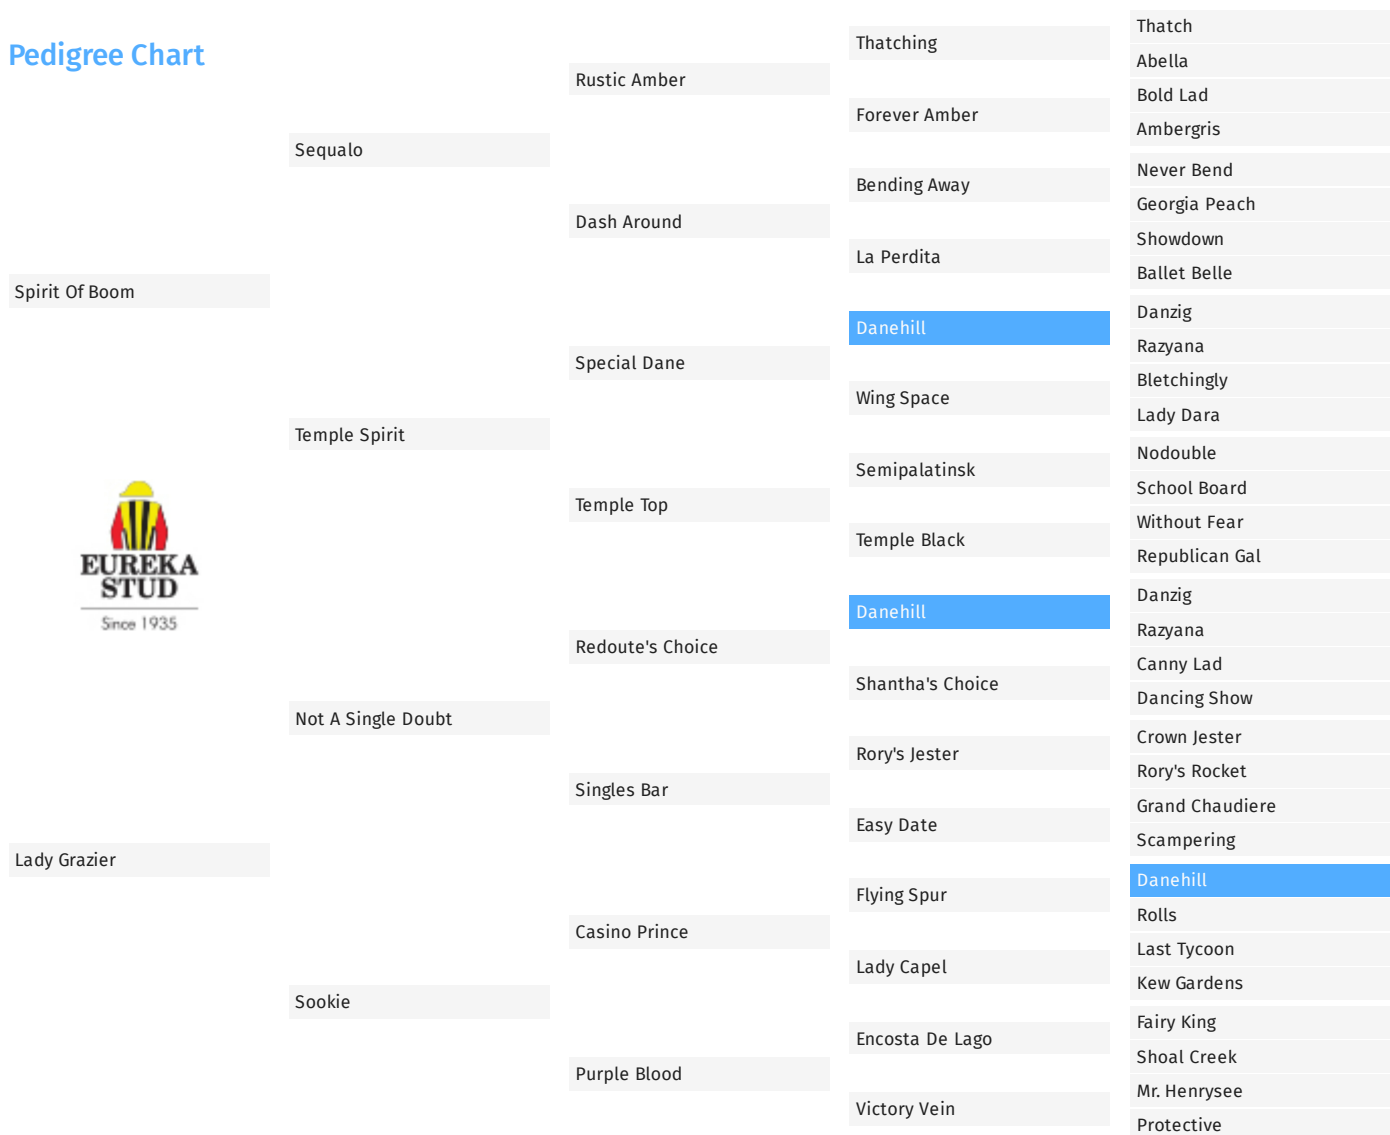 Pedigree Chart
Spirit Of Boom
EUREKA
STUD
Since 1935
Lady Grazier
Sequalo
Temple Spirit
Not A Single Doubt
Sookie
Rustic Amber
Dash Around
Special Dane
Temple Top
Redoute's Choice
Singles Bar
Casino Prince
Purple Blood
Thatching
Forever Amber
Bending Away
La Perdita
Danehill
Wing Space
Semipalatinsk
Temple Black
Danehill
Shantha's Choice
Rory's Jester
Easy Date
Flying Spur
Lady Capel
Encosta De Lago
Victory Vein
Thatch
Abella
Bold Lad
Ambergris
Never Bend
Georgia Peach
Showdown
Ballet Belle
Danzig
Razyana
Bletchingly
Lady Dara
Nodouble
School Board
Without Fear
Republican Gal
Danzig
Razyana
Canny Lad
Dancing Show
Crown Jester
Rory's Rocket
Grand Chaudiere
Scampering
Danehill
Rolls
Last Tycoon
Kew Gardens
Fairy King
Shoal Creek
Mr. Henrysee
Protective